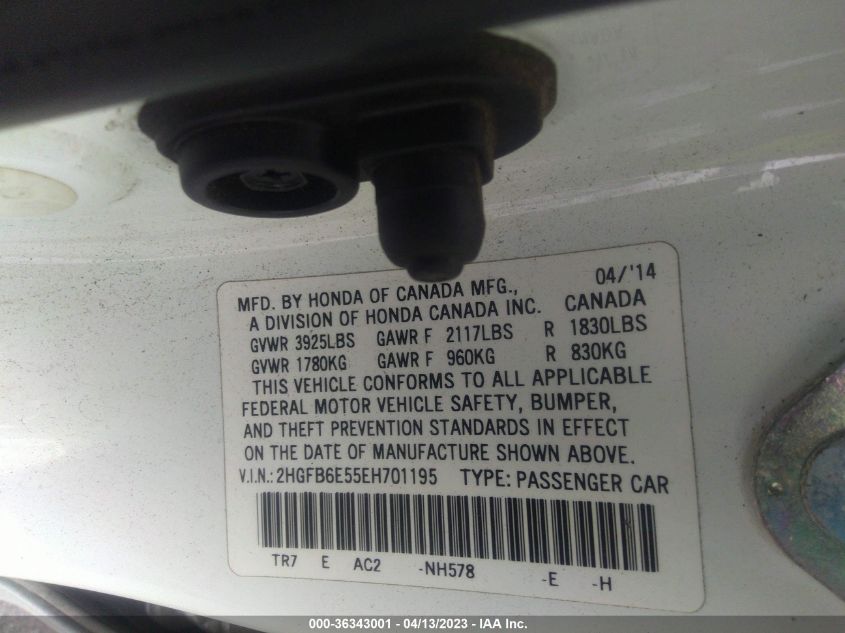 MFD. BY HONDA OF CANADA MFG., 04/'14
A DIVISION OF HONDA CANADA INC. CANADA
GVWR 3925LBS GAWR F 2117LBS R 1830LBS
GVWR 1780KG GAWR F 960KG R 830KG
THIS VEHICLE CONFORMS TO ALL APPLICABLE
FEDERAL MOTOR VEHICLE SAFETY, BUMPER,
AND THEFT PREVENTION STANDARDS IN EFFECT
ON THE DATE OF MANUFACTURE SHOWN ABOVE.
V.I.N.: 2HGFB6E55EH701195 TYPE: PASSENGER CAR
TR7 E AC2 -NH578 -E -H
000-36343001 - 04/13/2023 - IAA Inc.